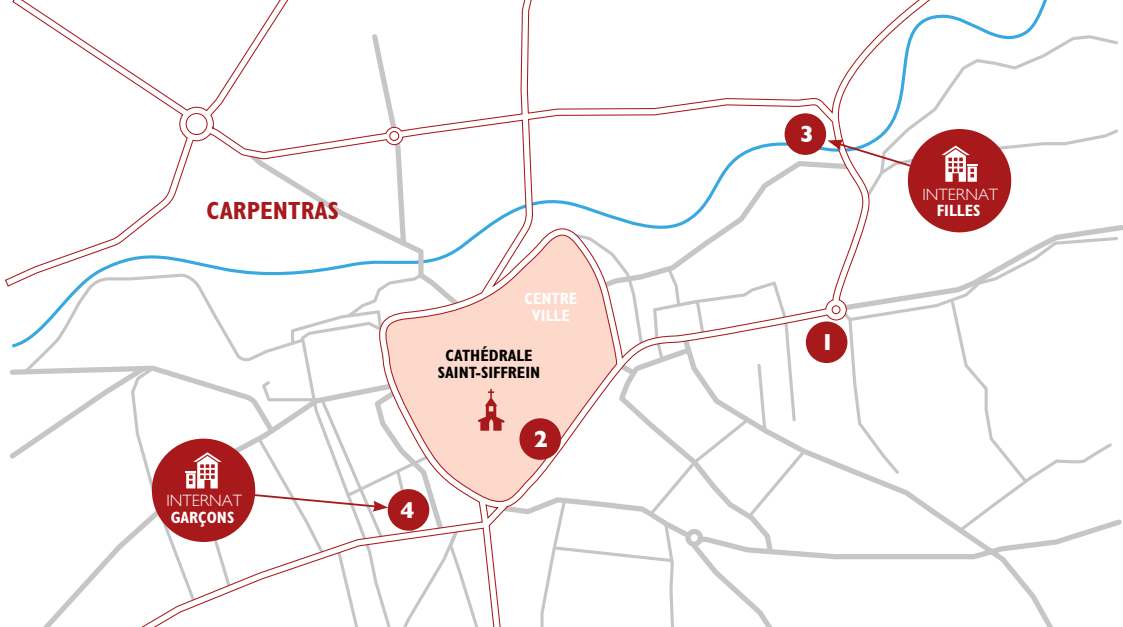 3
INTERNAT
FILLES
CARPENTRAS
CENTRE
VILLE
1
CATHÉDRALE
SAINT-SIFFREIN
2
INTERNAT
GARÇONS
4